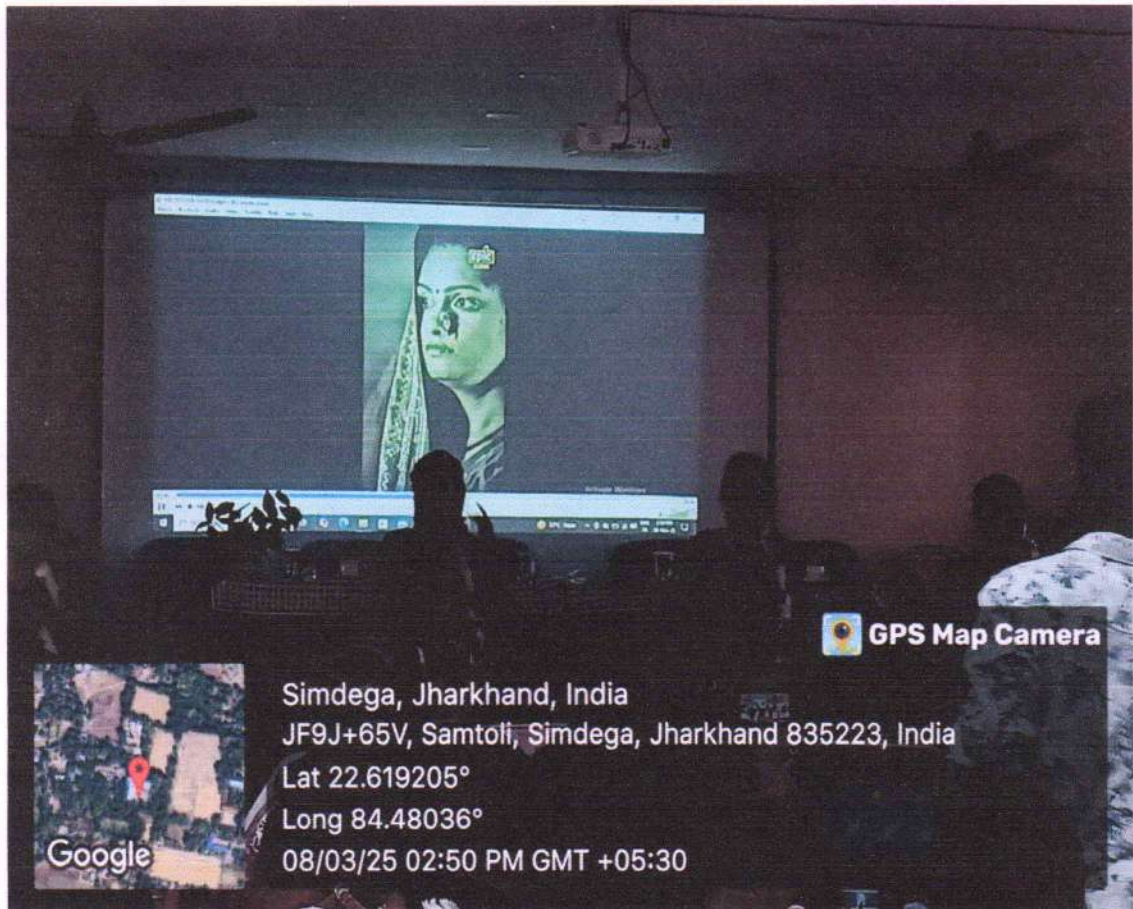 GPS Map Camera
Simdega, Jharkhand, India
JF9J+65V, Samtoli, Simdega, Jharkhand 835223, India
Lat 22.619205°
Long 84.48036°
08/03/25 02:50 PM GMT +05:30
Google